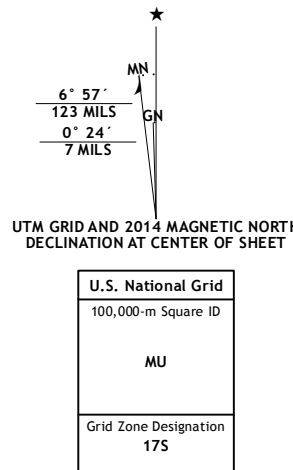 ★
MN
GN
6° 57´
123 MILS
0° 24´
7 MILS
UTM GRID AND 2014 MAGNETIC NORTH
DECLINATION AT CENTER OF SHEET
U.S. National Grid
100,000-m Square ID
MU
Grid Zone Designation
17S